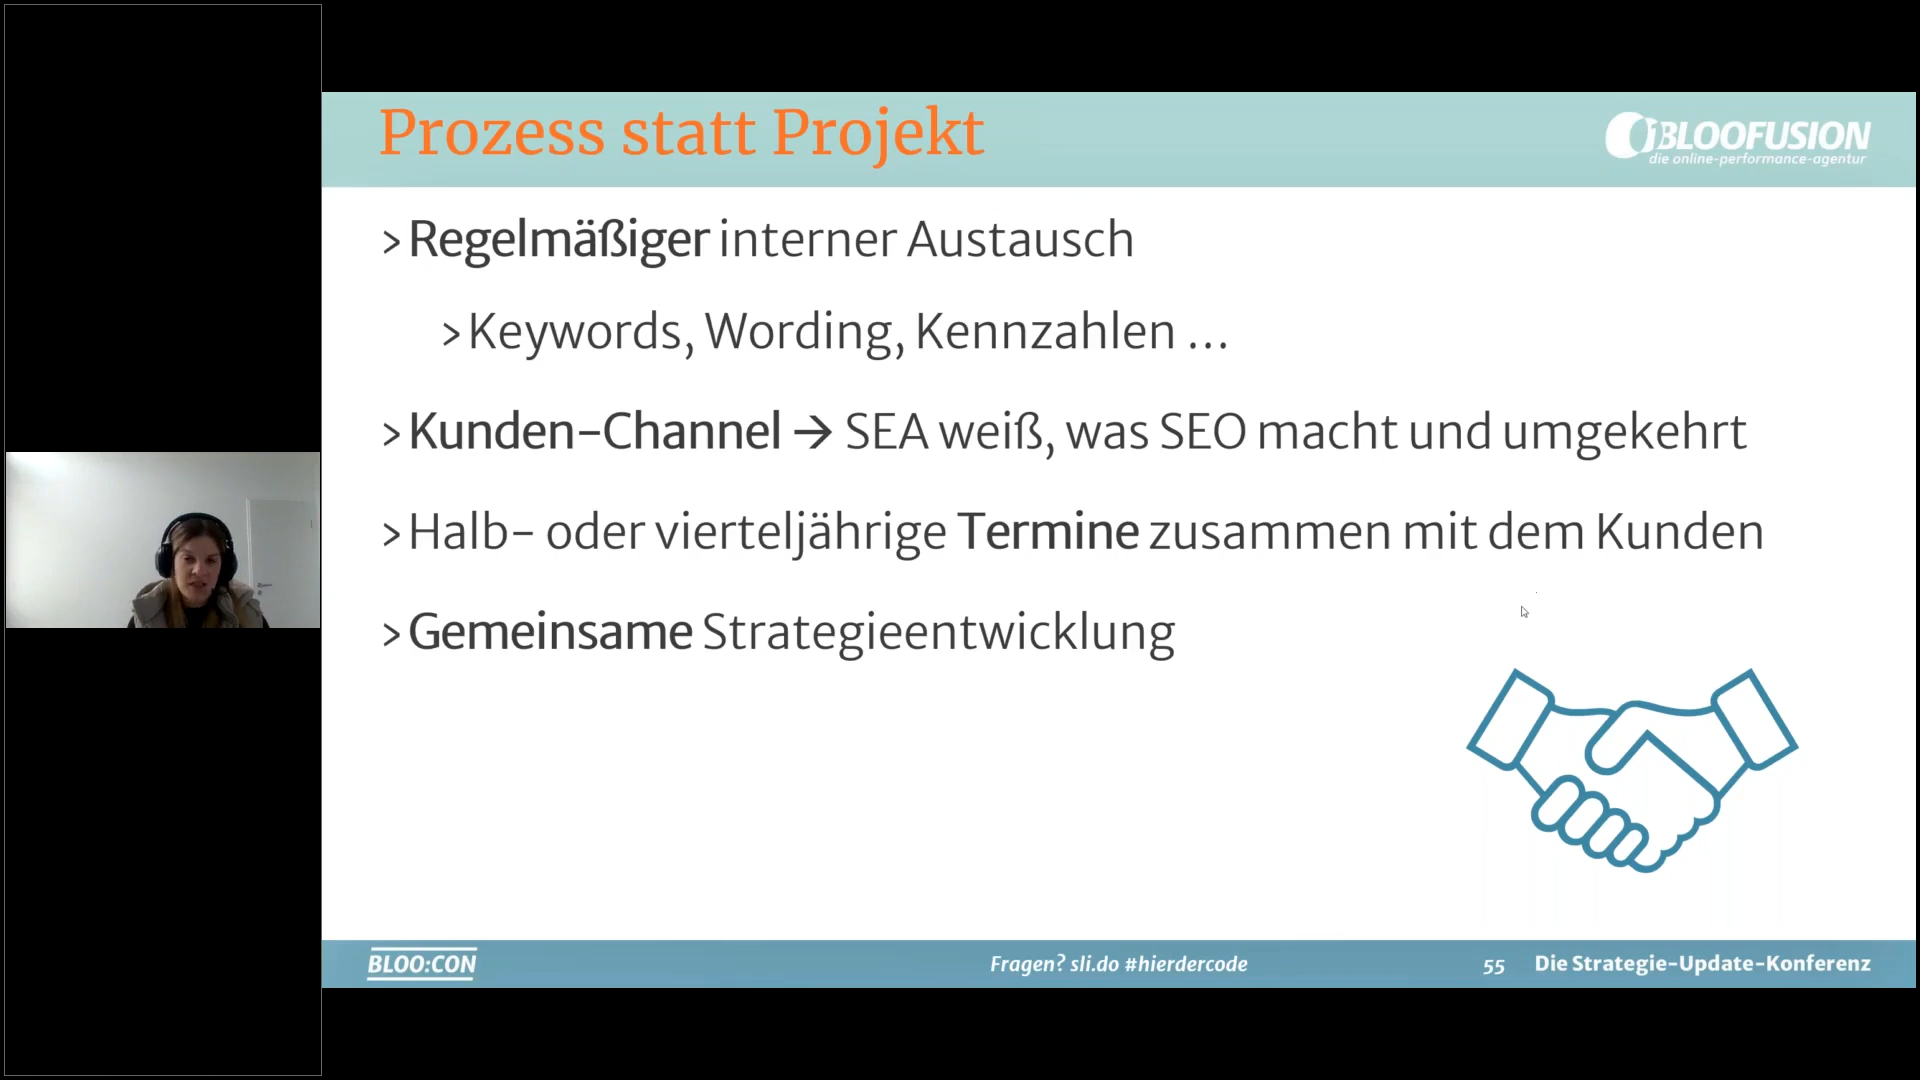 Prozess statt Projekt
BLOOFUSION
die online-performance-agentur
> Regelmäßiger interner Austausch
> Keywords, Wording, Kennzahlen ...
> Kunden-Channel → SEA weiß, was SEO macht und umgekehrt
> Halb- oder vierteljährige Termine zusammen mit dem Kunden
> Gemeinsame Strategieentwicklung
BLOO:CON
Fragen? sli.do #hierdercode
55
Die Strategie-Update-Konferenz